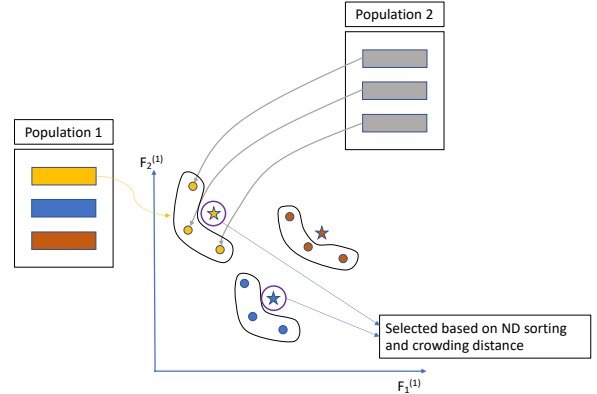 Population 2
Population 1
F₂⁽¹⁾
Selected based on ND sorting
and crowding distance
F₁⁽¹⁾